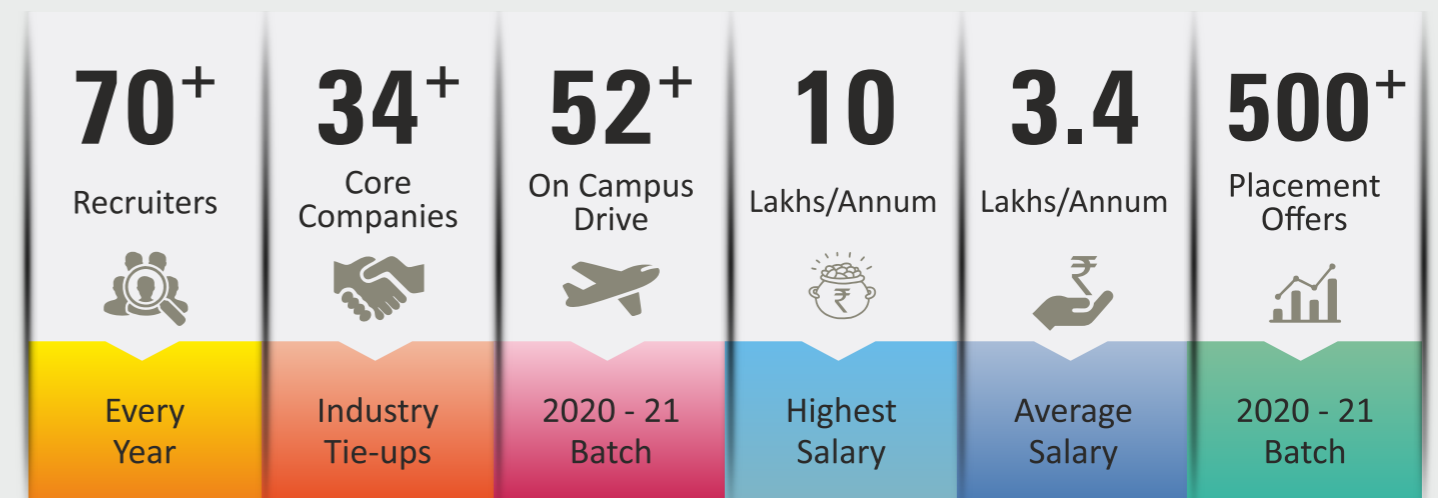 70+
Recruiters
Every
Year
34+
Core
Companies
Industry
Tie-ups
52+
On Campus
Drive
2020 - 21
Batch
10
Lakhs/Annum
₹
Highest
Salary
3.4
Lakhs/Annum
₹
Average
Salary
500+
Placement
Offers
2020 - 21
Batch